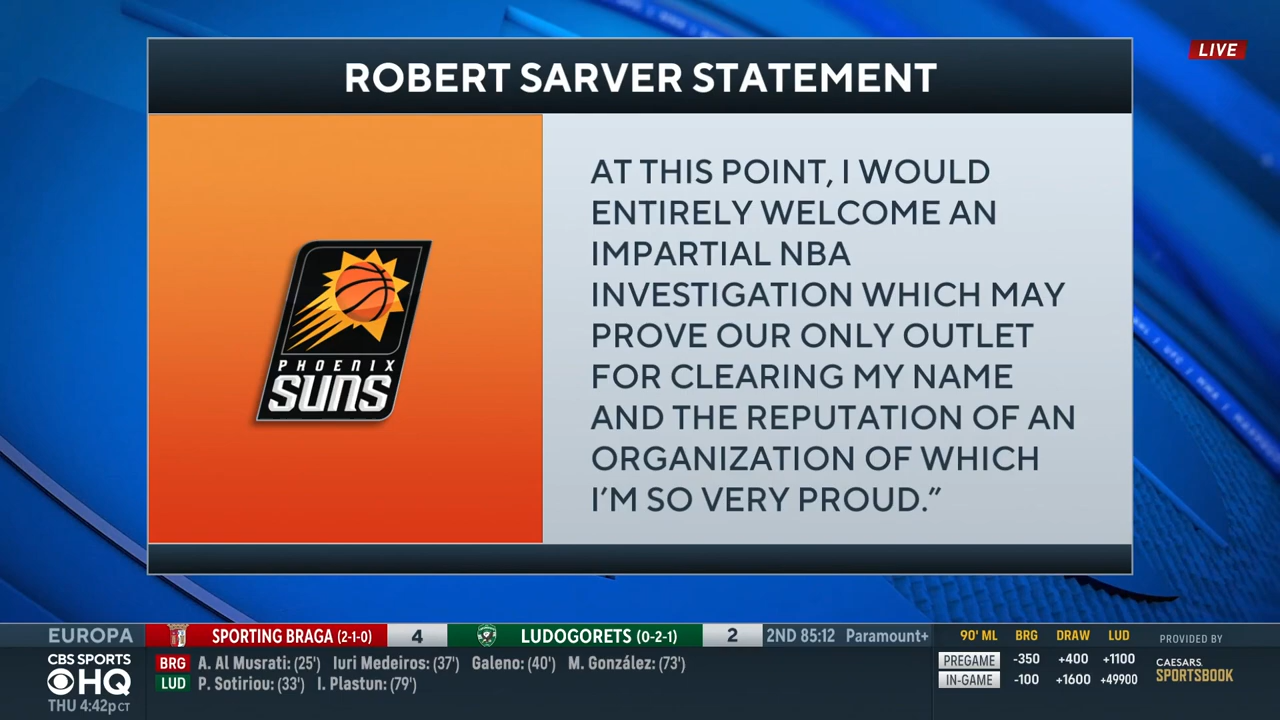 LIVE
ROBERT SARVER STATEMENT
AT THIS POINT, I WOULD
ENTIRELY WELCOME AN
IMPARTIAL NBA
INVESTIGATION WHICH MAY
PROVE OUR ONLY OUTLET
FOR CLEARING MY NAME
AND THE REPUTATION OF AN
ORGANIZATION OF WHICH
I'M SO VERY PROUD.”
PHOENIX
SUNS
EUROPA
SPORTING BRAGA (2-1-0) 4 LUDOGORETS (0-2-1) 2 2ND 85:12 Paramount+
BRG A. Al Musrati: (25') Iuri Medeiros: (37') Galeno: (40') M. González: (73')
LUD P. Sotiriou: (33') I. Plastun: (79')
90' ML BRG DRAW LUD
PREGAME -350 +400 +1100
IN-GAME -100 +1600 +49900
PROVIDED BY
CAESARS
SPORTSBOOK
CBS SPORTS
HQ
THU 4:42p CT